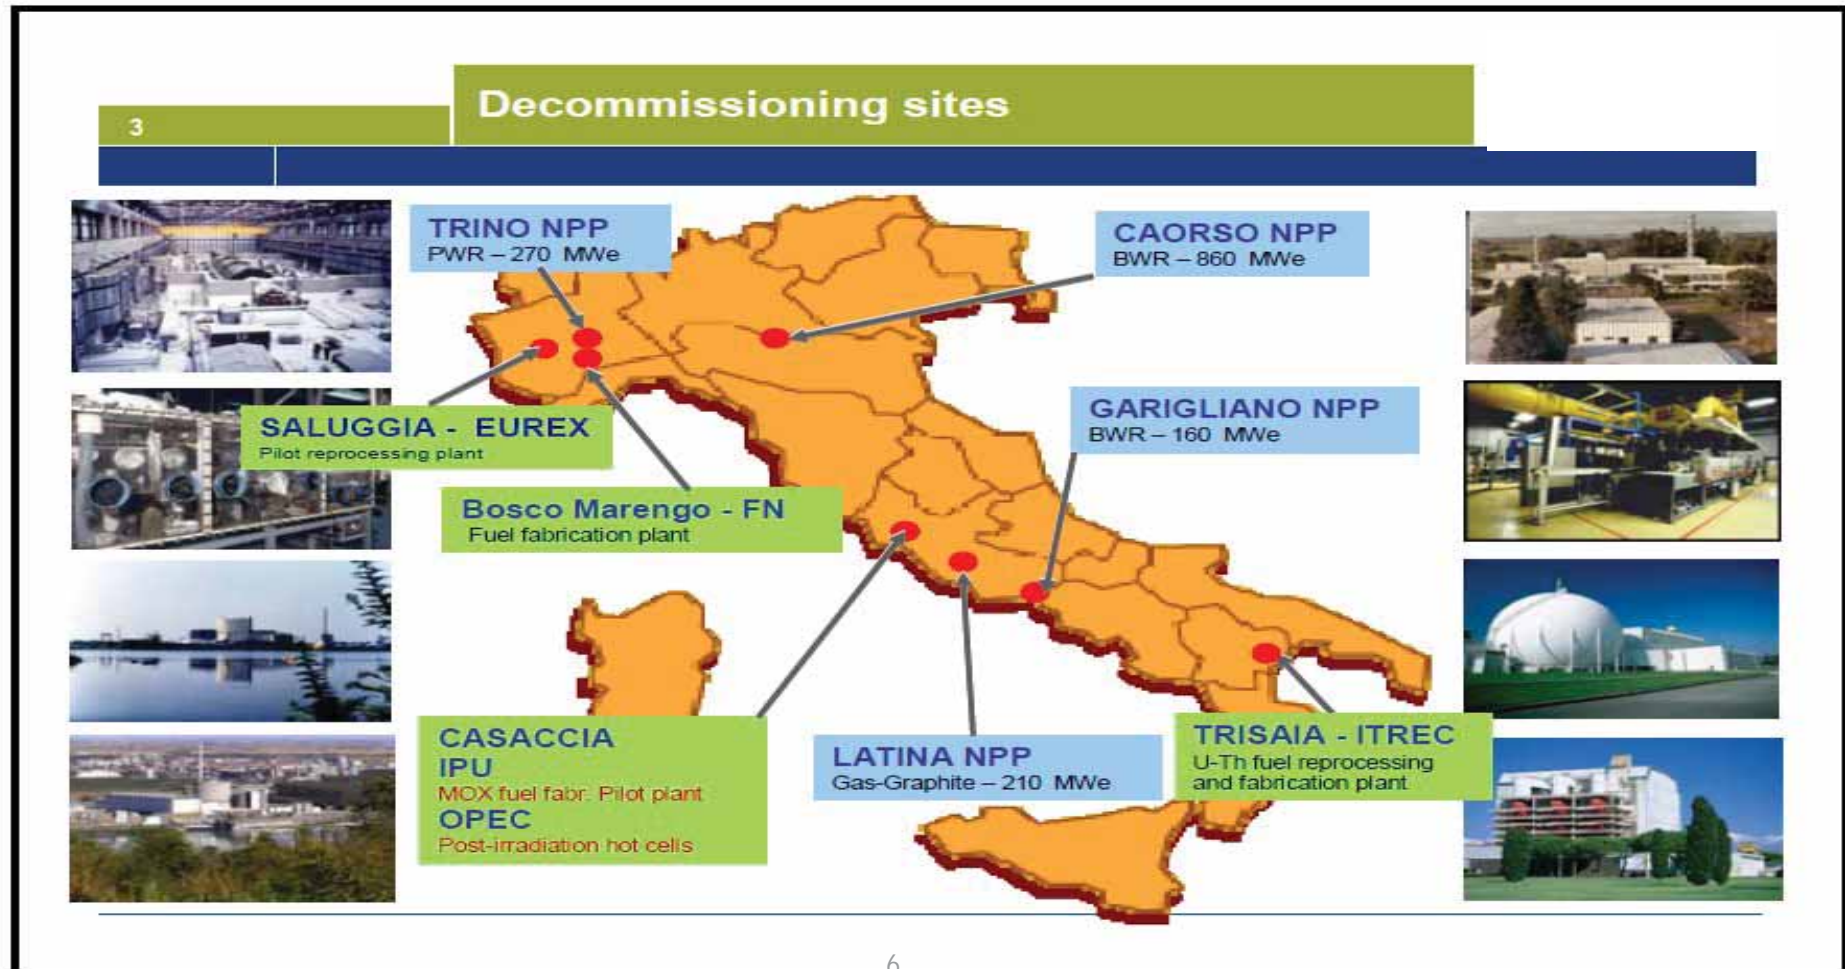 3
Decommissioning sites
TRINO NPP
PWR – 270 MWe
CAORSO NPP
BWR – 860 MWe
SALUGGIA - EUREX
Pilot reprocessing plant
GARIGLIANO NPP
BWR – 160 MWe
Bosco Marengo - FN
Fuel fabrication plant
CASACCIA
IPU
MOX fuel fabr. Pilot plant
OPEC
Post-irradiation hot cells
LATINA NPP
Gas-Graphite – 210 MWe
TRISAIA - ITREC
U-Th fuel reprocessing
and fabrication plant
6